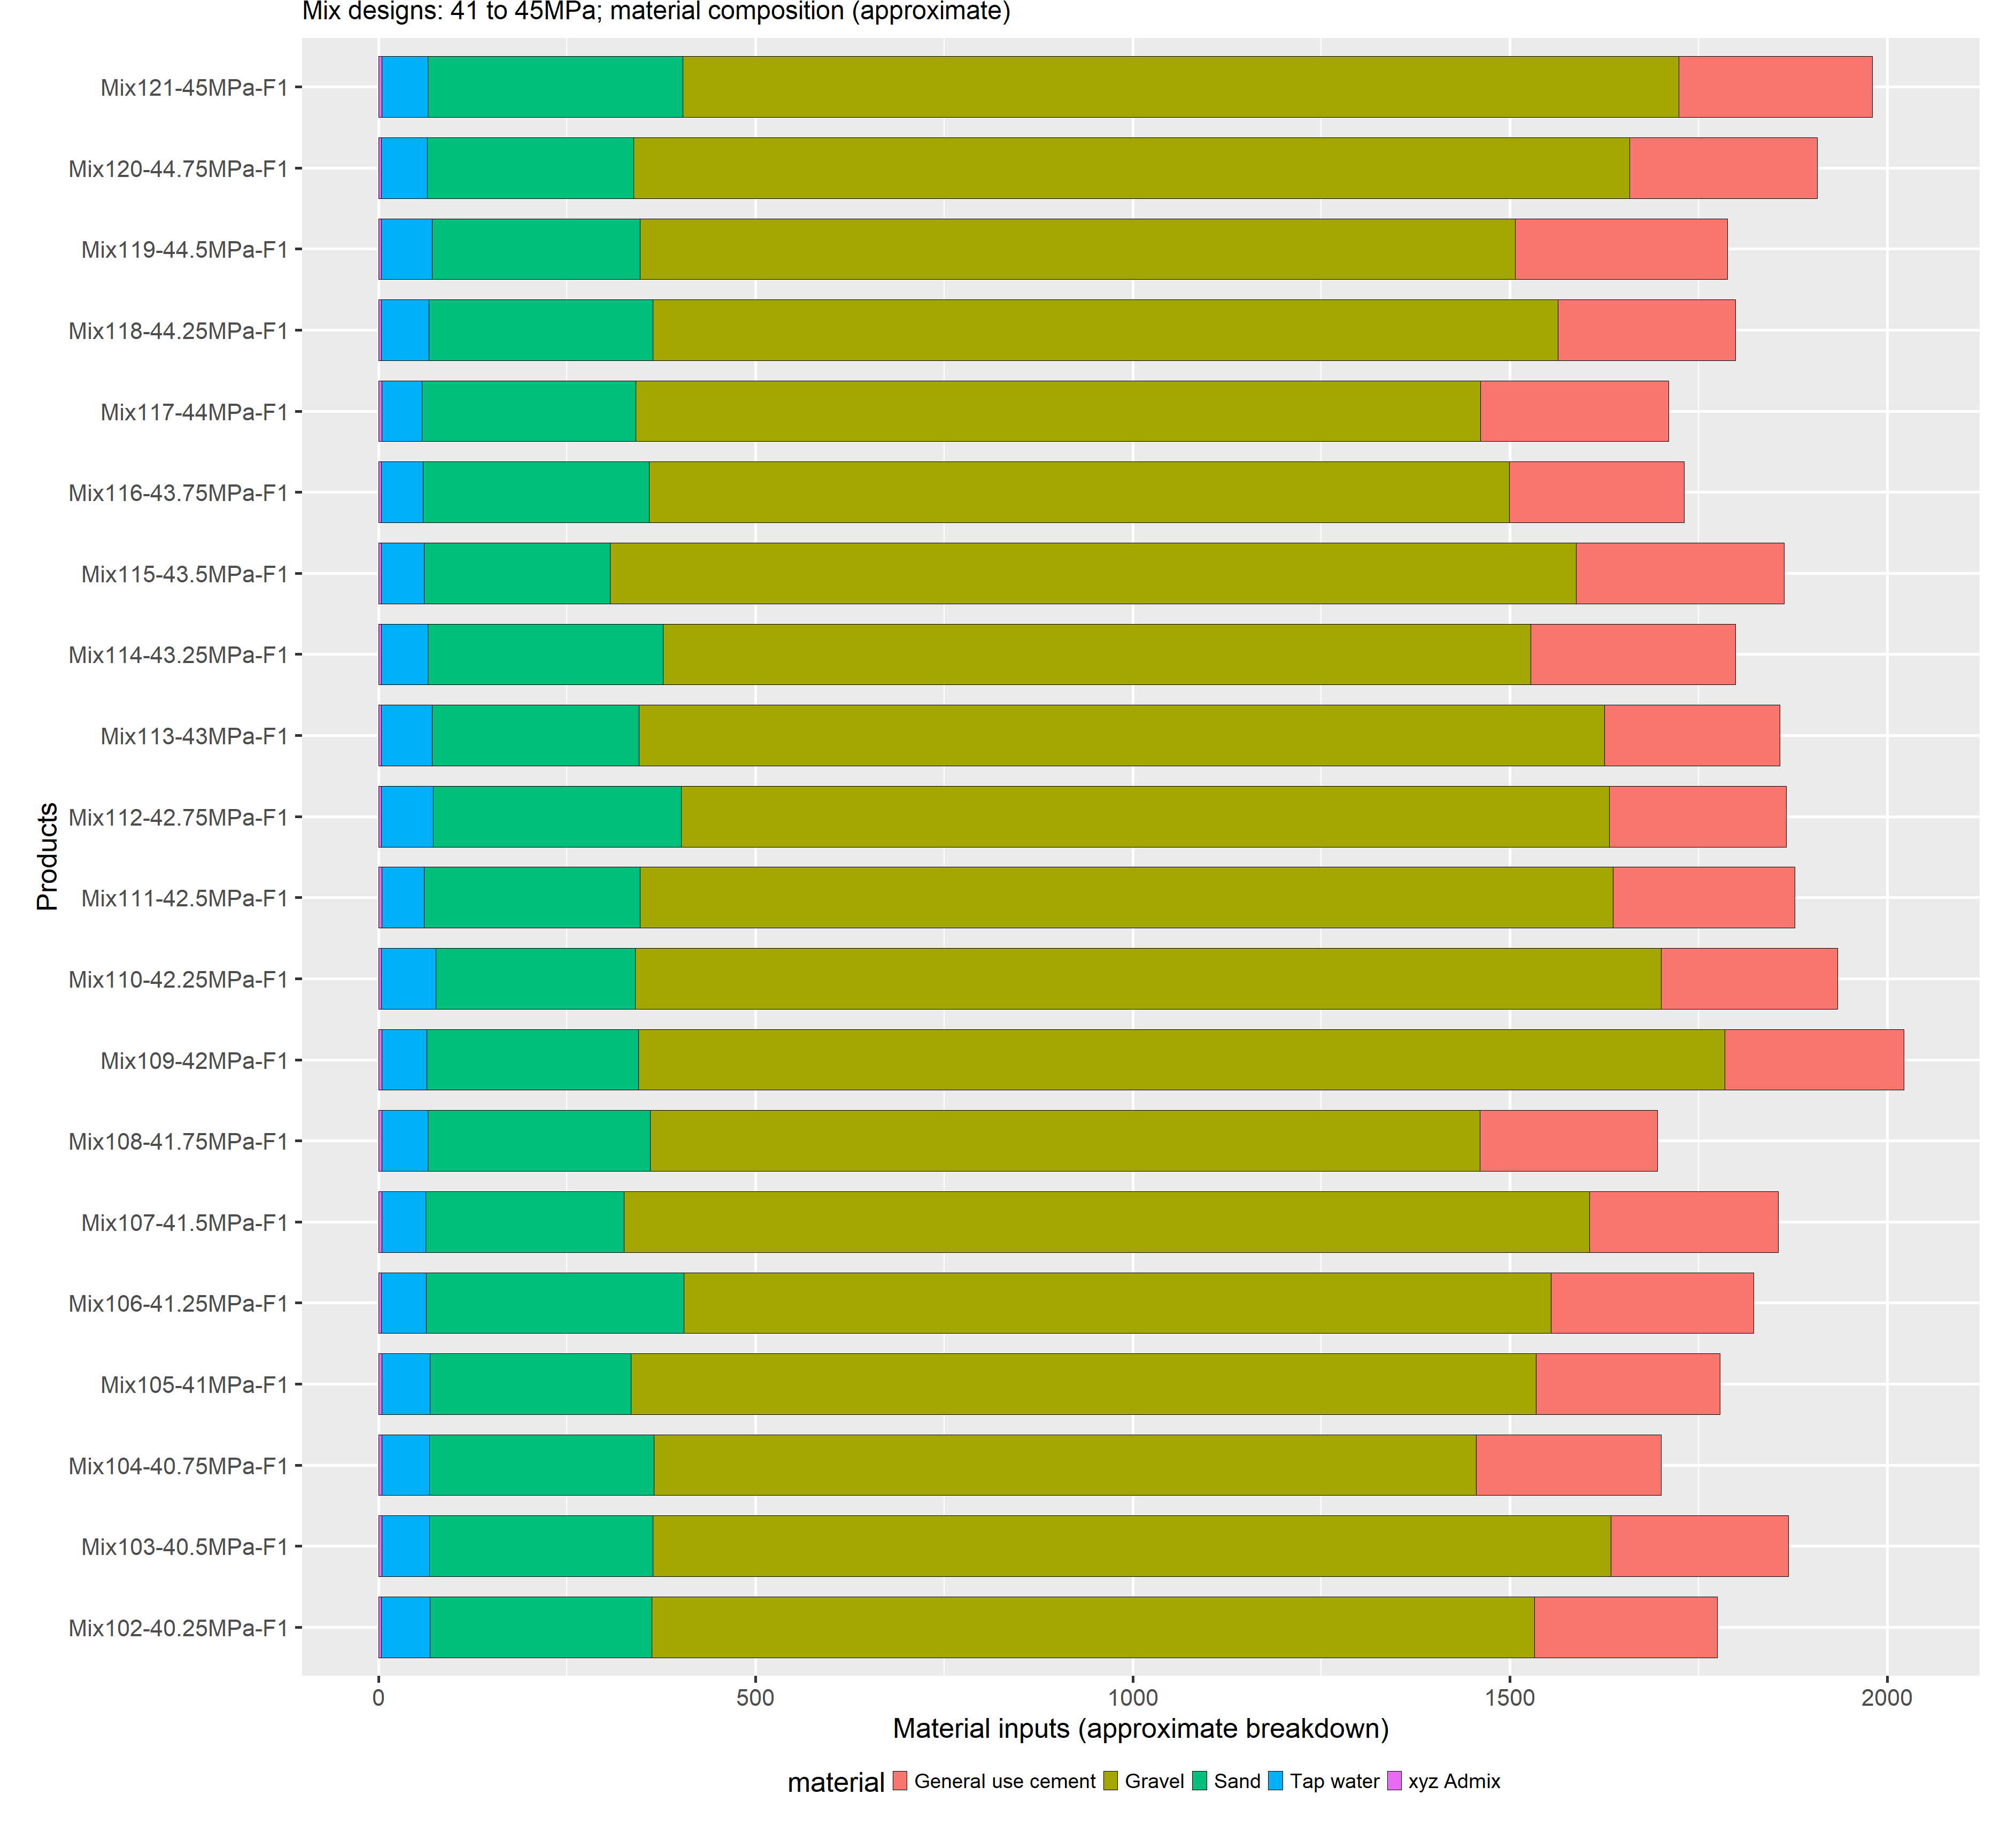 Mix designs: 41 to 45MPa; material composition (approximate)
Mix121-45MPa-F1
Mix120-44.75MPa-F1
Mix119-44.5MPa-F1
Mix118-44.25MPa-F1
Mix117-44MPa-F1
Mix116-43.75MPa-F1
Mix115-43.5MPa-F1
Mix114-43.25MPa-F1
Mix113-43MPa-F1
Mix112-42.75MPa-F1
Mix111-42.5MPa-F1
Mix110-42.25MPa-F1
Mix109-42MPa-F1
Mix108-41.75MPa-F1
Mix107-41.5MPa-F1
Mix106-41.25MPa-F1
Mix105-41MPa-F1
Mix104-40.75MPa-F1
Mix103-40.5MPa-F1
Mix102-40.25MPa-F1
Products
0 500 1000 1500 2000
Material inputs (approximate breakdown)
material General use cement Gravel Sand Tap water xyz Admix